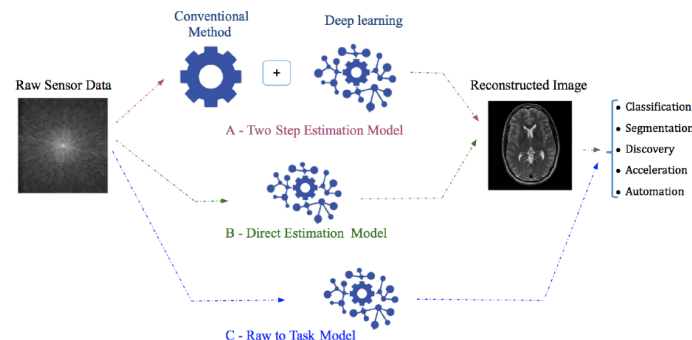 Conventional
Method
Deep learning
+
Raw Sensor Data
Reconstructed Image
A - Two Step Estimation Model
• Classification
• Segmentation
• Discovery
• Acceleration
• Automation
B - Direct Estimation Model
C - Raw to Task Model